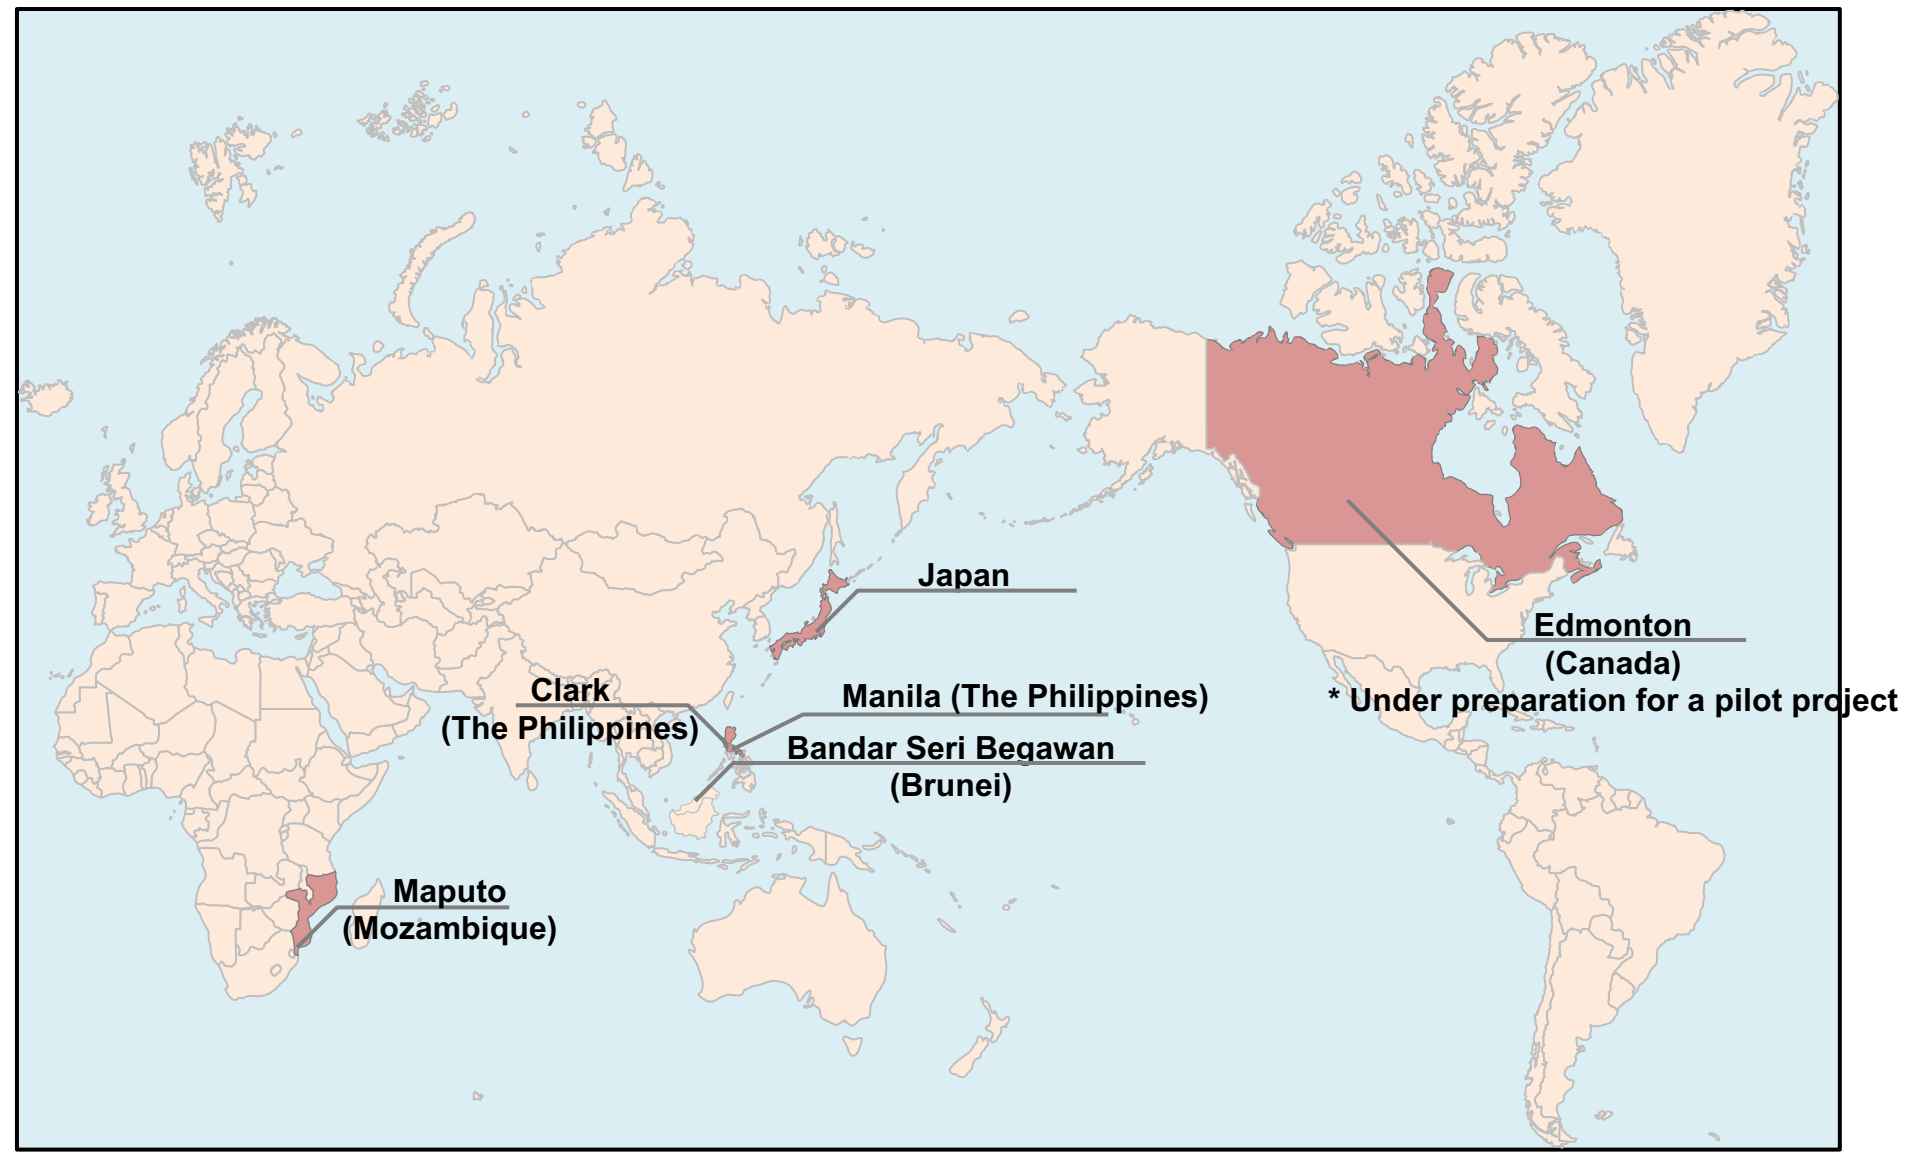 Japan
Edmonton
(Canada)
* Under preparation for a pilot project
Clark
(The Philippines)
Manila (The Philippines)
Bandar Seri Begawan
(Brunei)
Maputo
(Mozambique)